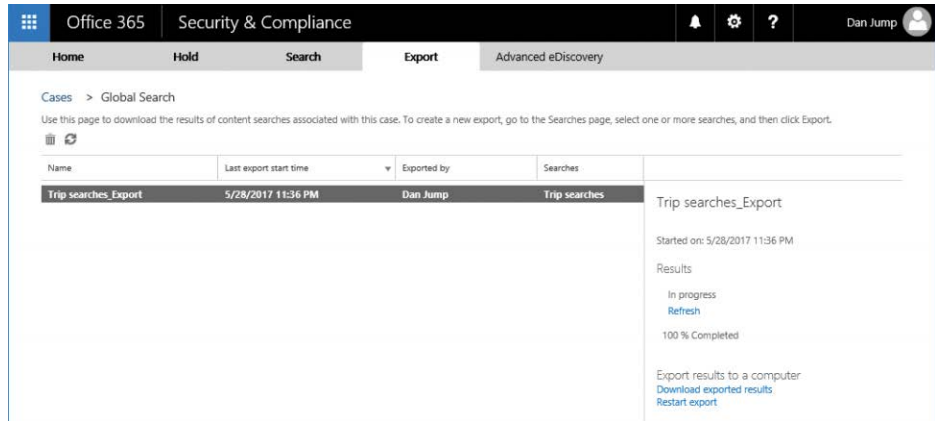 Office 365 Security & Compliance ? Dan Jump
Home Hold Search Export Advanced eDiscovery
Cases > Global Search
Use this page to download the results of content searches associated with this case. To create a new export, go to the Searches page, select one or more searches, and then click Export.
Name Last export start time Exported by Searches
Trip searches_Export 5/28/2017 11:36 PM Dan Jump Trip searches
Trip searches_Export
Started on: 5/28/2017 11:36 PM
Results
In progress
Refresh
100 % Completed
Export results to a computer
Download exported results
Restart export